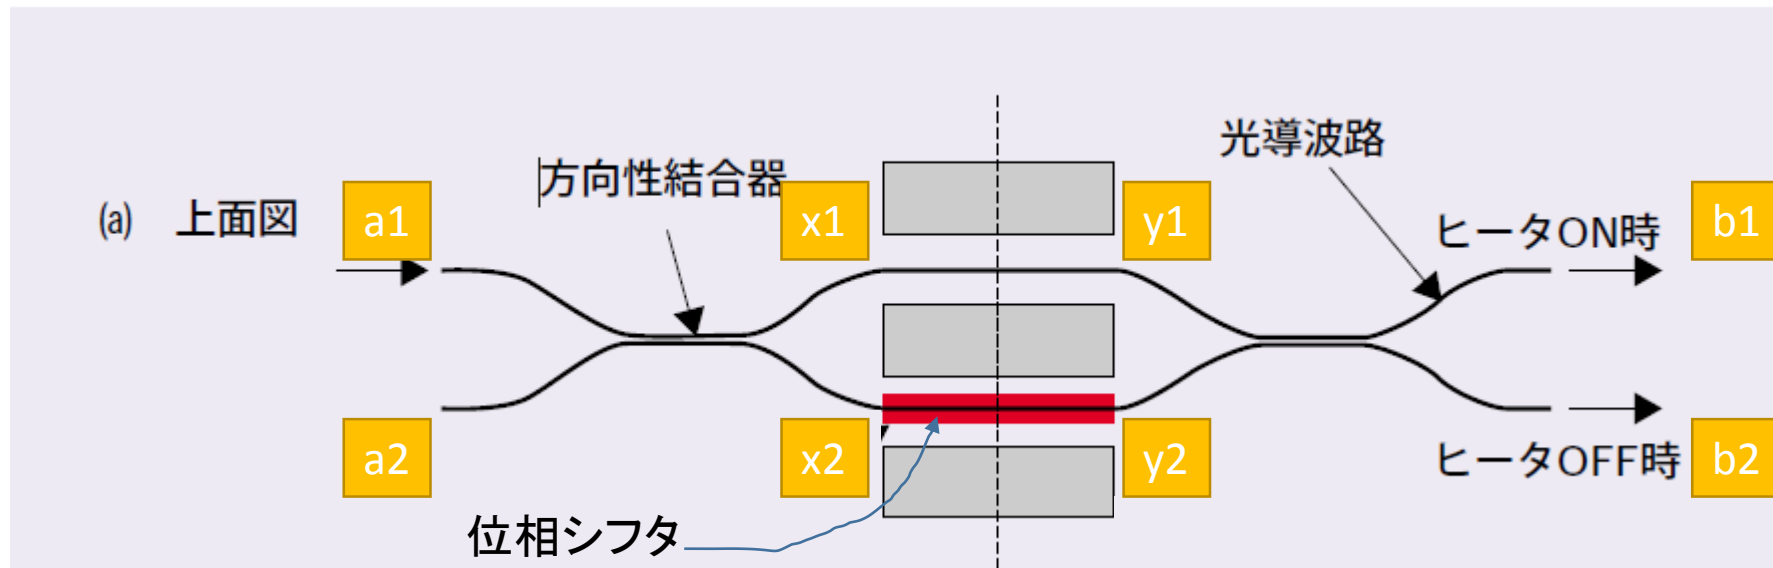 (a) 上面図
a1
方向性結合器
x1
y1
光導波路
ヒータON時
b1
a2
x2
y2
ヒータOFF時
b2
位相シフタ